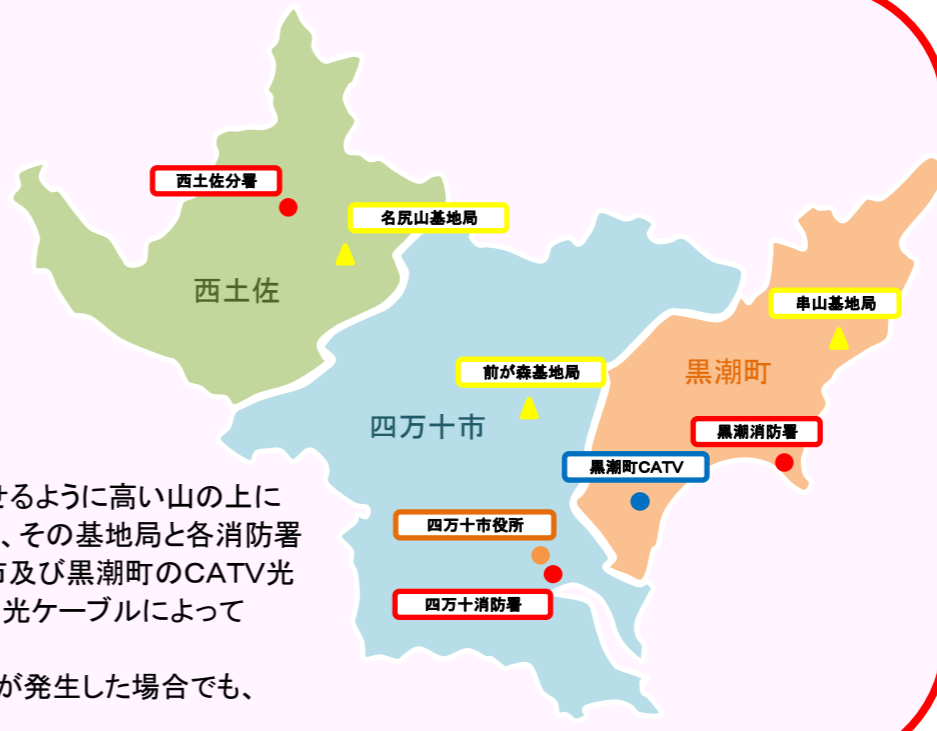 西土佐分署
名尻山基地局
西土佐
串山基地局
前が森基地局
黒潮町
四万十市
黒潮消防署
黒潮町CATV
せるように高い山の上に
四万十市役所
、その基地局と各消防署
市及び黒潮町のCATV光
四万十消防署
光ケーブルによって
が発生した場合でも、